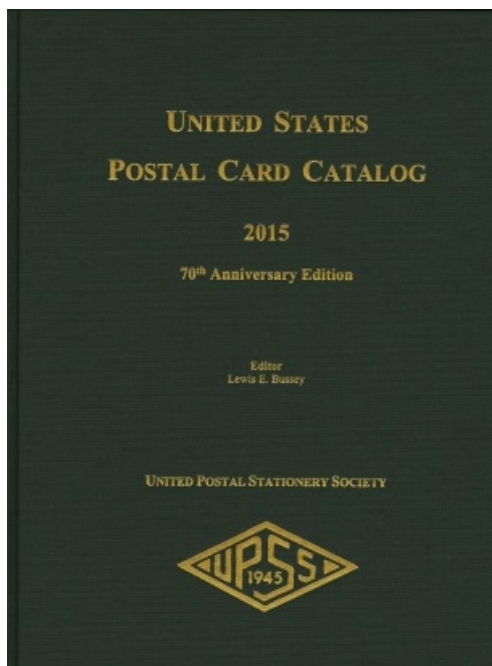 UNITED STATES
POSTAL CARD CATALOG
2015
70th Anniversary Edition
Editor
Lewis E. Bussey
UNITED POSTAL STATIONERY SOCIETY
UPSS
1945